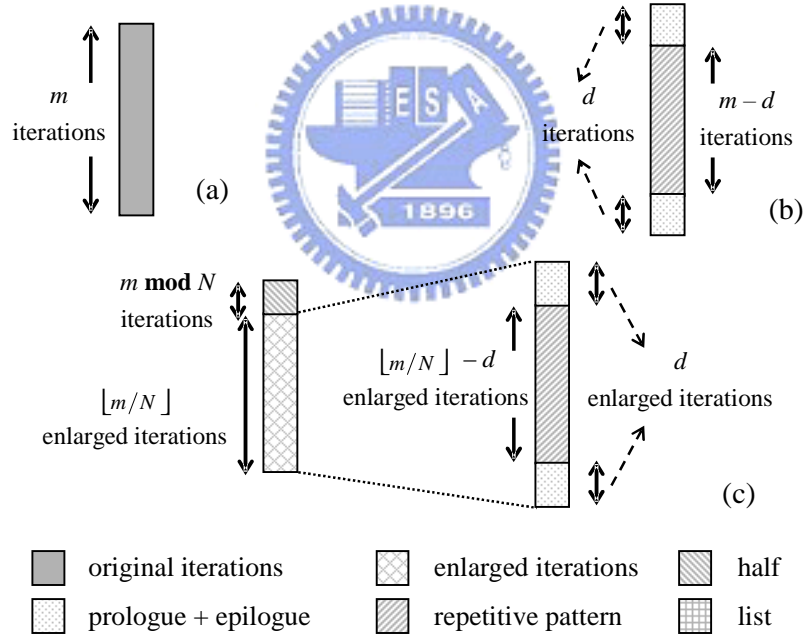 m
iterations
(a)
d
iterations
m – d
iterations
(b)
E S A
1896
m mod N
iterations
⌊m/N⌋
enlarged iterations
⌊m/N⌋ – d
enlarged iterations
d
enlarged iterations
(c)
original iterations
enlarged iterations
half
prologue + epilogue
repetitive pattern
list